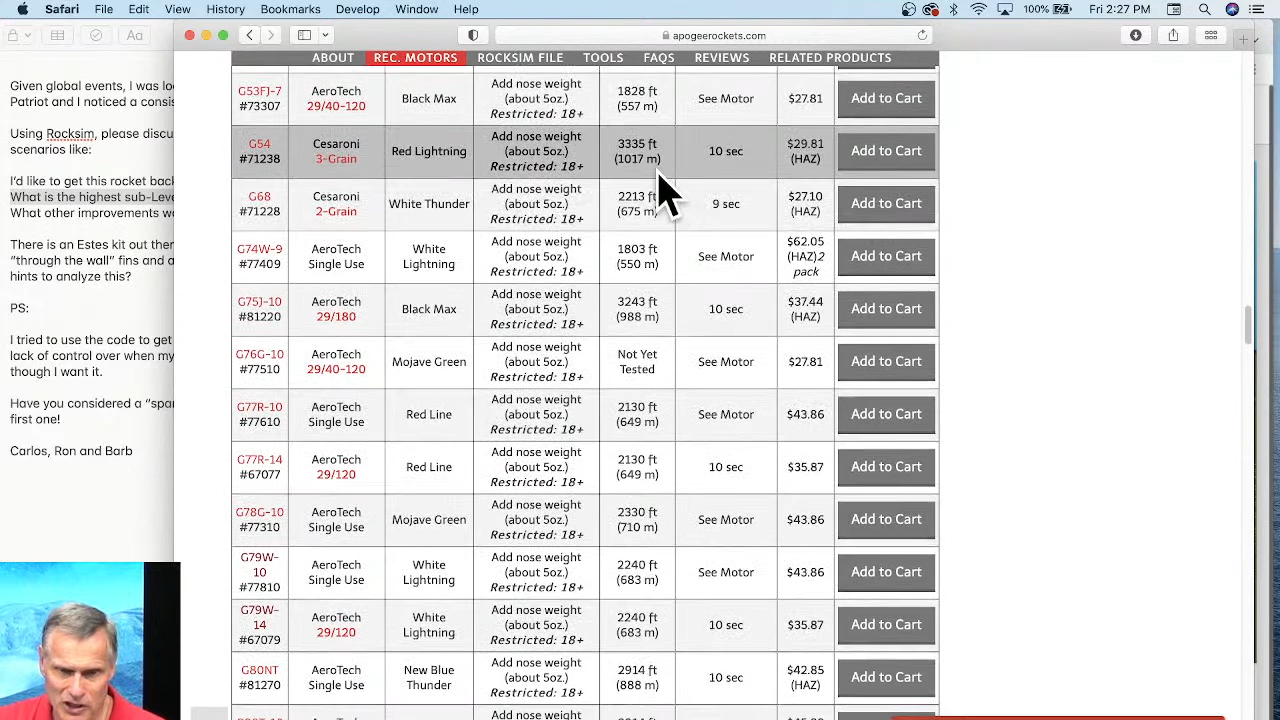 Safari File Edit View History Bookmarks Develop Window Help
100% Fri 2:27 PM
Aa
apogeerockets.com
ABOUT REC. MOTORS ROCKSIM FILE TOOLS FAQS REVIEWS RELATED PRODUCTS
Given global events, I was loo
Patriot and I noticed a consis
Using Rocksim, please discu
scenarios like:
I'd like to get this rocket back
What is the highest sub-Leve
What other improvements wo
There is an Estes kit out then
"through the wall" fins and a
hints to analyze this?
PS:
I tried to use the code to get
lack of control over when my
though I want it.
Have you considered a "spar
first one!
Carlos, Ron and Barb
G53FJ-7
#73307
AeroTech
29/40-120
Black Max
Add nose weight
(about 5oz.)
Restricted: 18+
1828 ft
(557 m)
See Motor
$27.81
Add to Cart
G54
#71238
Cesaroni
3-Grain
Red Lightning
Add nose weight
(about 5oz.)
Restricted: 18+
3335 ft
(1017 m)
10 sec
$29.81
(HAZ)
Add to Cart
G68
#71228
Cesaroni
2-Grain
White Thunder
Add nose weight
(about 5oz.)
Restricted: 18+
2213 ft
(675 m)
9 sec
$27.10
(HAZ)
Add to Cart
G74W-9
#77409
AeroTech
Single Use
White
Lightning
Add nose weight
(about 5oz.)
Restricted: 18+
1803 ft
(550 m)
See Motor
$62.05
(HAZ)2
pack
Add to Cart
G75J-10
#81220
AeroTech
29/180
Black Max
Add nose weight
(about 5oz.)
Restricted: 18+
3243 ft
(988 m)
10 sec
$37.44
(HAZ)
Add to Cart
G76G-10
#77510
AeroTech
29/40-120
Mojave Green
Add nose weight
(about 5oz.)
Restricted: 18+
Not Yet
Tested
See Motor
$27.81
Add to Cart
G77R-10
#77610
AeroTech
Single Use
Red Line
Add nose weight
(about 5oz.)
Restricted: 18+
2130 ft
(649 m)
See Motor
$43.86
Add to Cart
G77R-14
#67077
AeroTech
29/120
Red Line
Add nose weight
(about 5oz.)
Restricted: 18+
2130 ft
(649 m)
10 sec
$35.87
Add to Cart
G78G-10
#77310
AeroTech
Single Use
Mojave Green
Add nose weight
(about 5oz.)
Restricted: 18+
2330 ft
(710 m)
See Motor
$43.86
Add to Cart
G79W-
10
#77810
AeroTech
Single Use
White
Lightning
Add nose weight
(about 5oz.)
Restricted: 18+
2240 ft
(683 m)
See Motor
$43.86
Add to Cart
G79W-
14
#67079
AeroTech
29/120
White
Lightning
Add nose weight
(about 5oz.)
Restricted: 18+
2240 ft
(683 m)
10 sec
$35.87
Add to Cart
G80NT
#81270
AeroTech
Single Use
New Blue
Thunder
Add nose weight
(about 5oz.)
Restricted: 18+
2914 ft
(888 m)
10 sec
$42.85
(HAZ)
Add to Cart